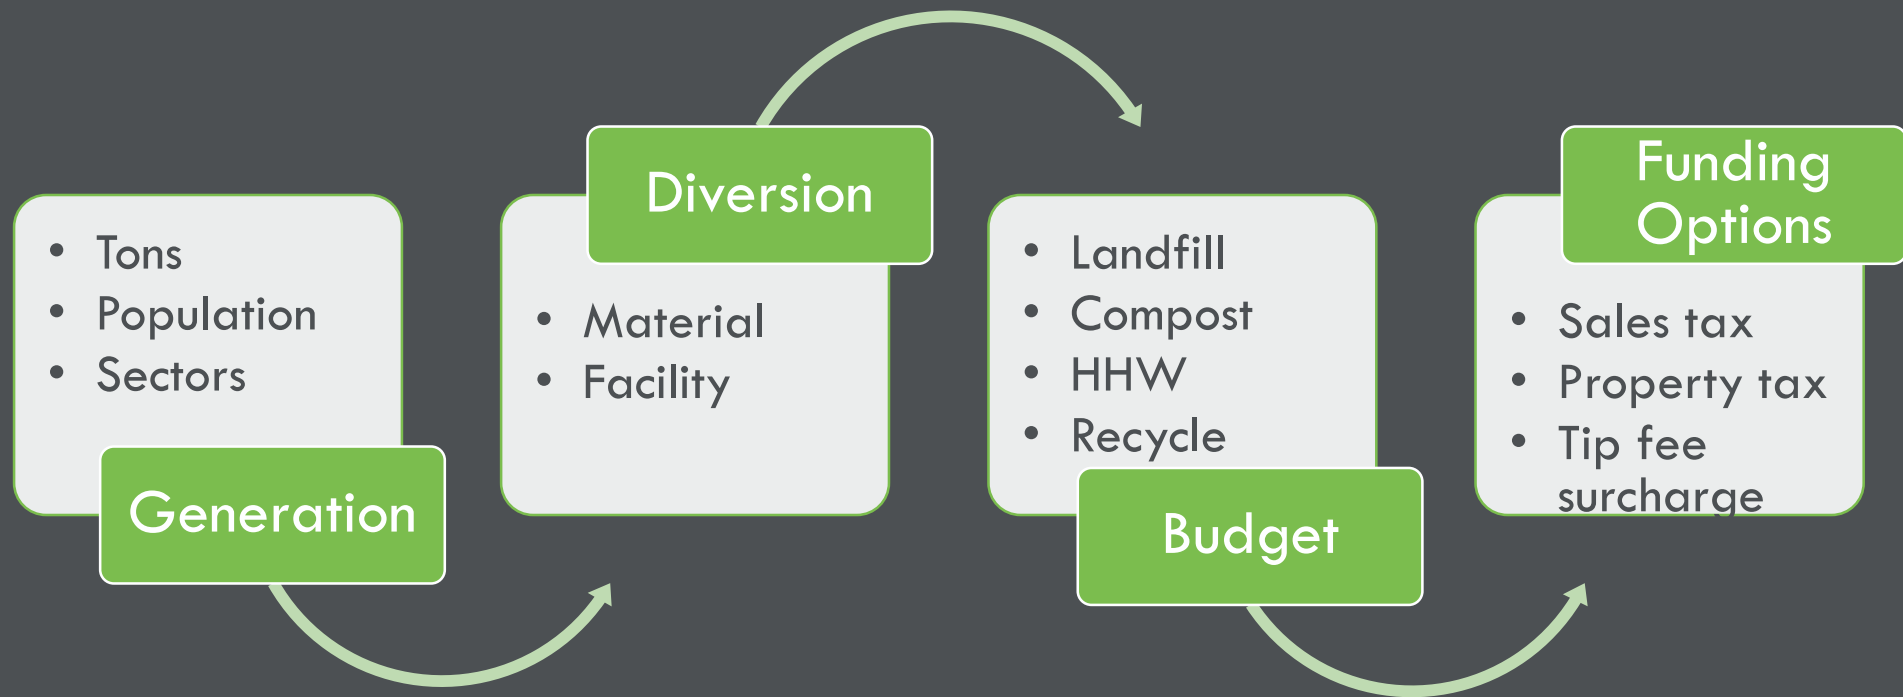 • Tons
• Population
• Sectors
Generation
Diversion
• Material
• Facility
• Landfill
• Compost
• HHW
• Recycle
Budget
Funding
Options
• Sales tax
• Property tax
• Tip fee
surcharge